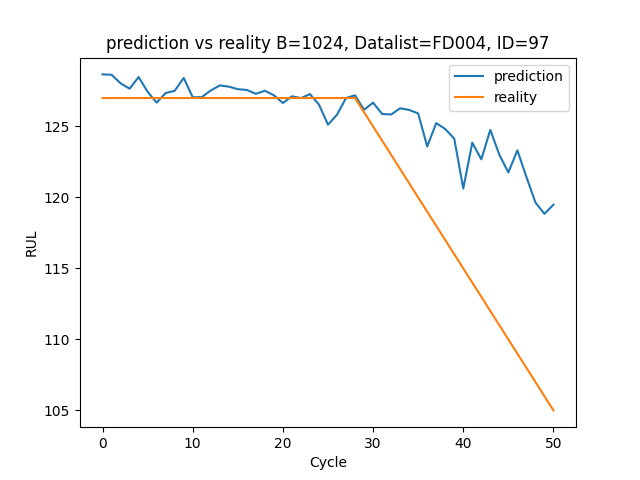 prediction vs reality B=1024, Datalist=FD004, ID=97
prediction
reality
RUL
125
120
115
110
105
0 10 20 30 40 50
Cycle